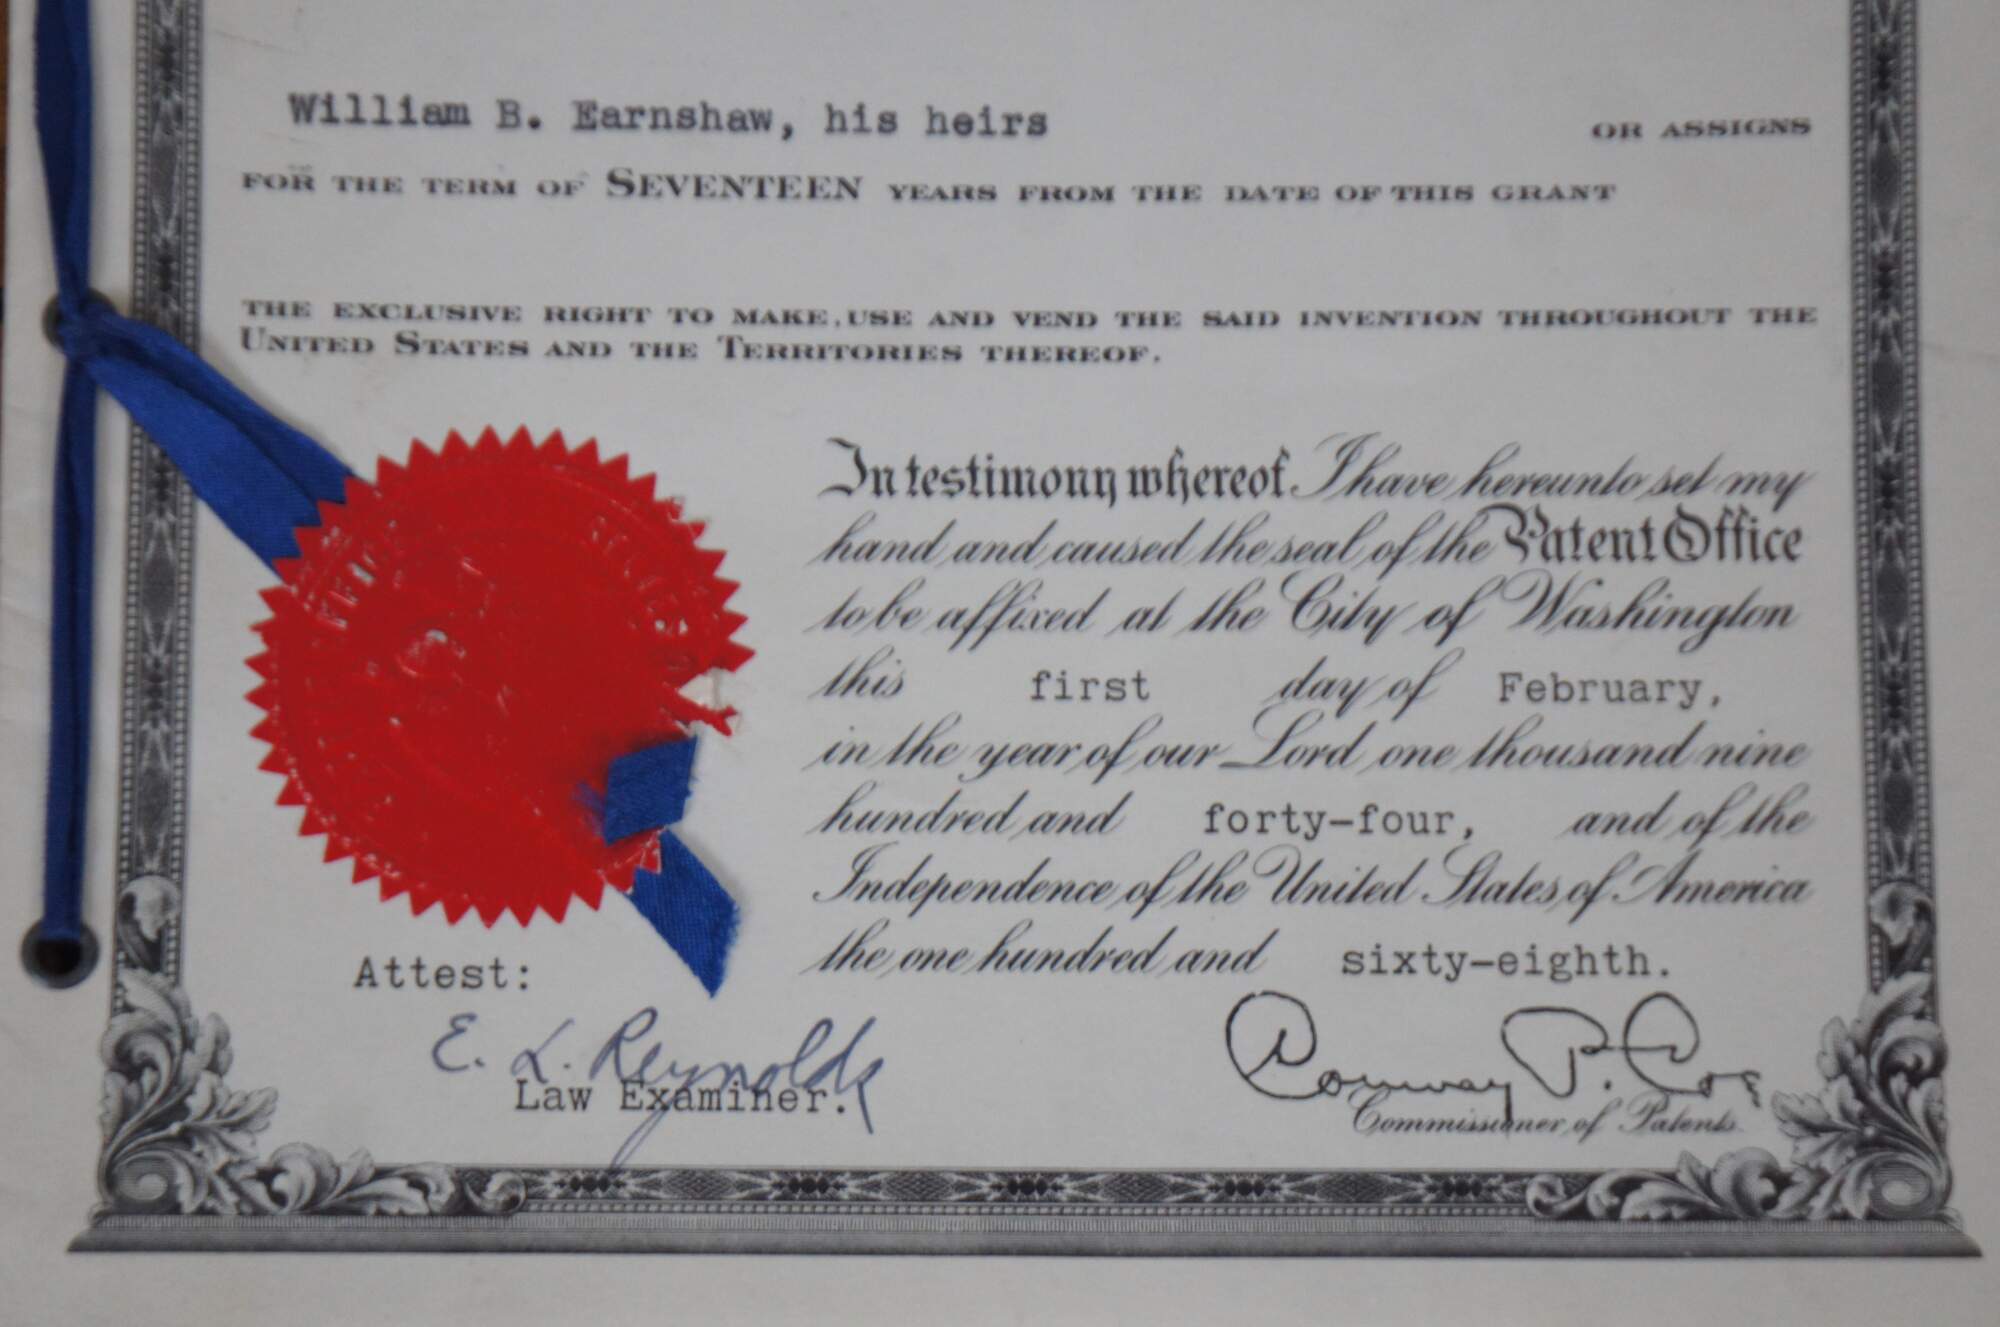 William B. Earnshaw, his heirs OR ASSIGNS
FOR THE TERM OF SEVENTEEN YEARS FROM THE DATE OF THIS GRANT
THE EXCLUSIVE RIGHT TO MAKE, USE AND VEND THE SAID INVENTION THROUGHOUT THE
UNITED STATES AND THE TERRITORIES THEREOF.
In testimony whereof I have hereunto set my
hand and caused the seal of the Patent Office
to be affixed at the City of Washington
this first day of February,
in the year of our Lord one thousand nine
hundred and forty-four, and of the
Independence of the United States of America
the one hundred and sixty-eighth.
Attest:
E. L. Reynolds
Law Examiner.
Conway P. Coe
Commissioner of Patents.